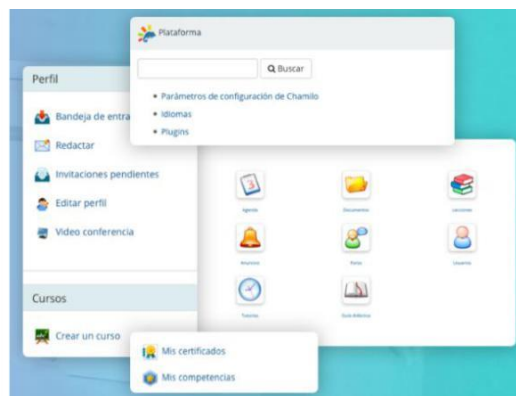 Plataforma
Buscar
Parámetros de configuración de Chamilo
Idiomas
Plugins
Perfil
Bandeja de entra
Redactar
Invitaciones pendientes
Editar perfil
Video conferencia
Agenda
Documentos
Lecciones
Anuncios
Foros
Usuarios
Tutorías
Guía didáctica
Cursos
Crear un curso
Mis certificados
Mis competencias